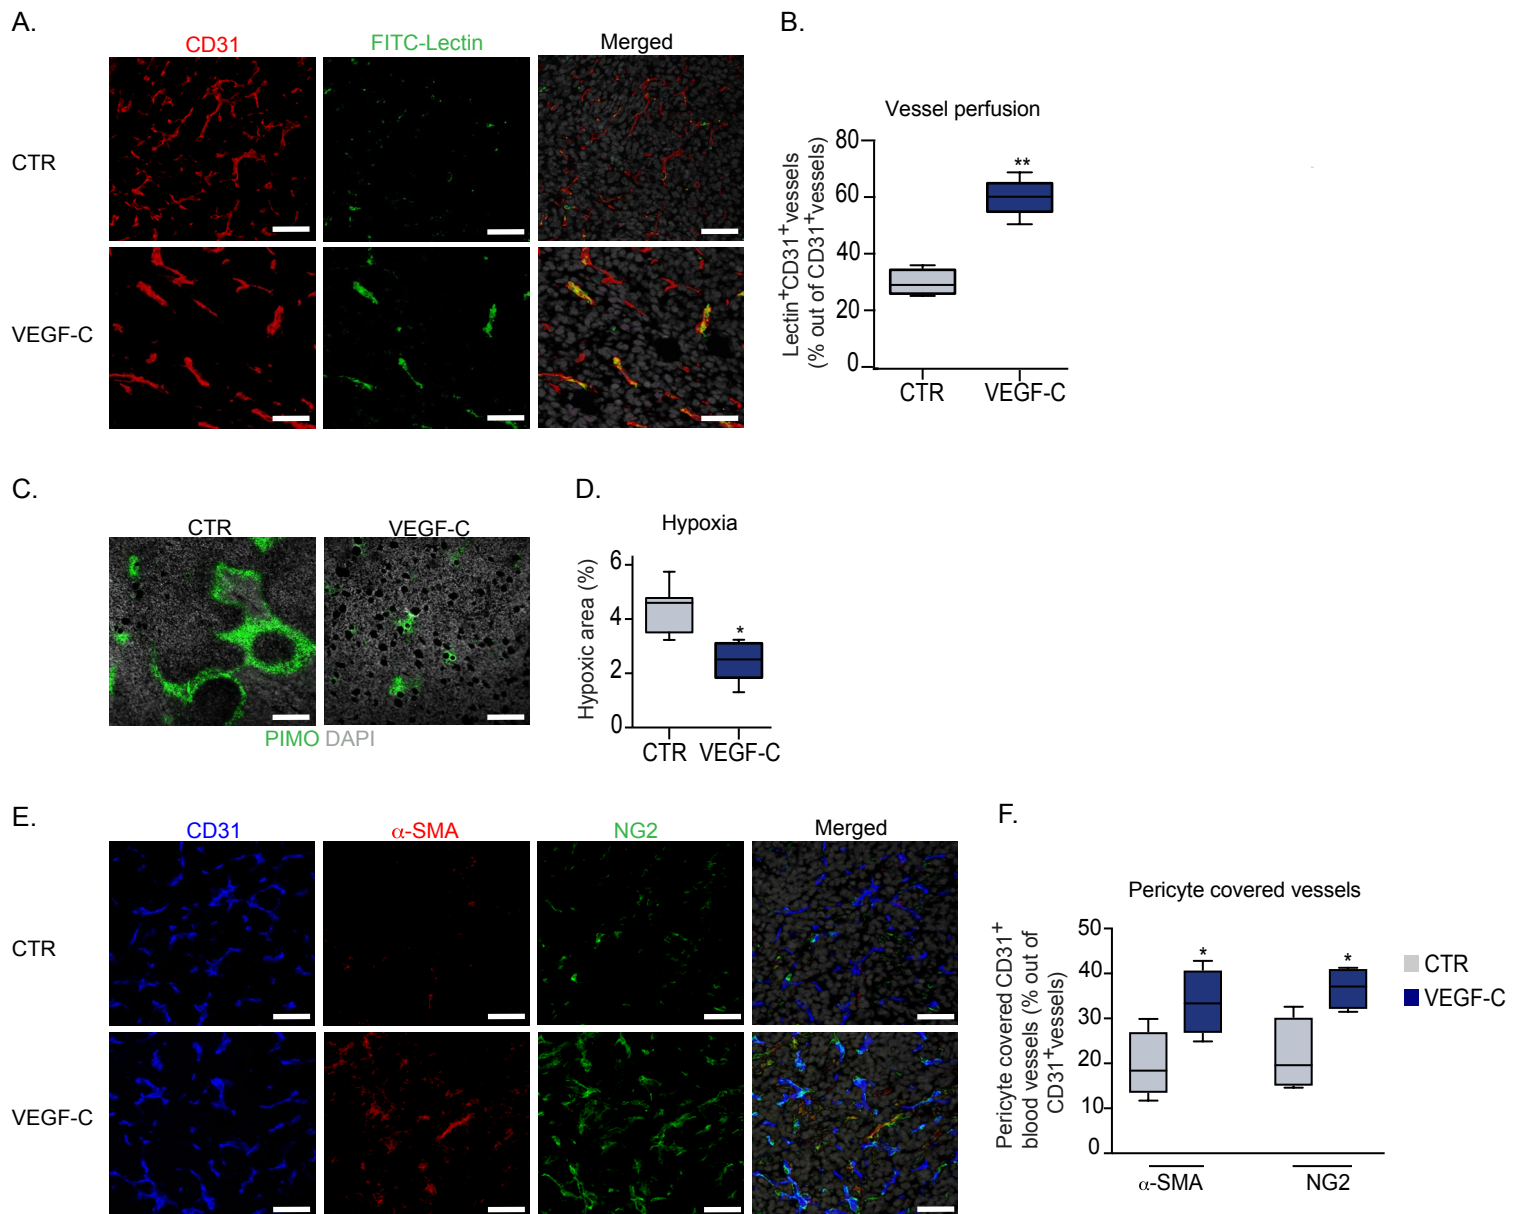 A.
CD31
FITC-Lectin
Merged
CTR
VEGF-C
B.
Vessel perfusion
Lectin+CD31+vessels
(% out of CD31+vessels)
80
60
40
20
0
**
CTR
VEGF-C
C.
CTR
VEGF-C
PIMO DAPI
D.
Hypoxia
Hypoxic area (%)
6
4
2
0
*
CTR
VEGF-C
E.
CD31
α-SMA
NG2
Merged
CTR
VEGF-C
F.
Pericyte covered vessels
Pericyte covered CD31+
blood vessels (% out of
CD31+vessels)
50
40
30
20
10
0
*
*
α-SMA
NG2
CTR
VEGF-C